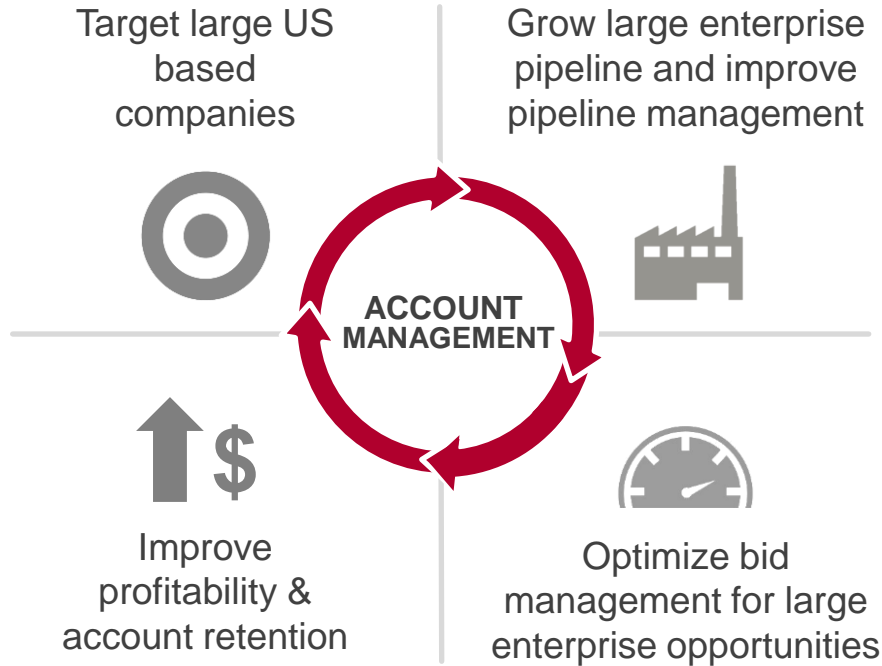 Target large US
based
companies
Grow large enterprise
pipeline and improve
pipeline management
ACCOUNT
MANAGEMENT
$
Improve
profitability &
account retention
Optimize bid
management for large
enterprise opportunities